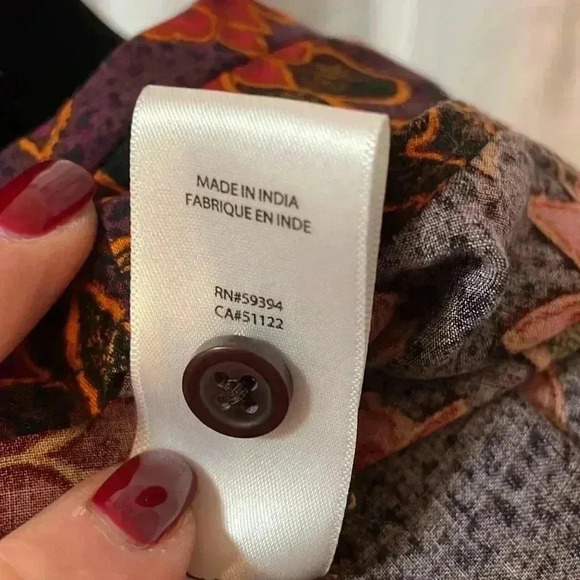 MADE IN INDIA
FABRIQUE EN INDE
RN#59394
CA#51122